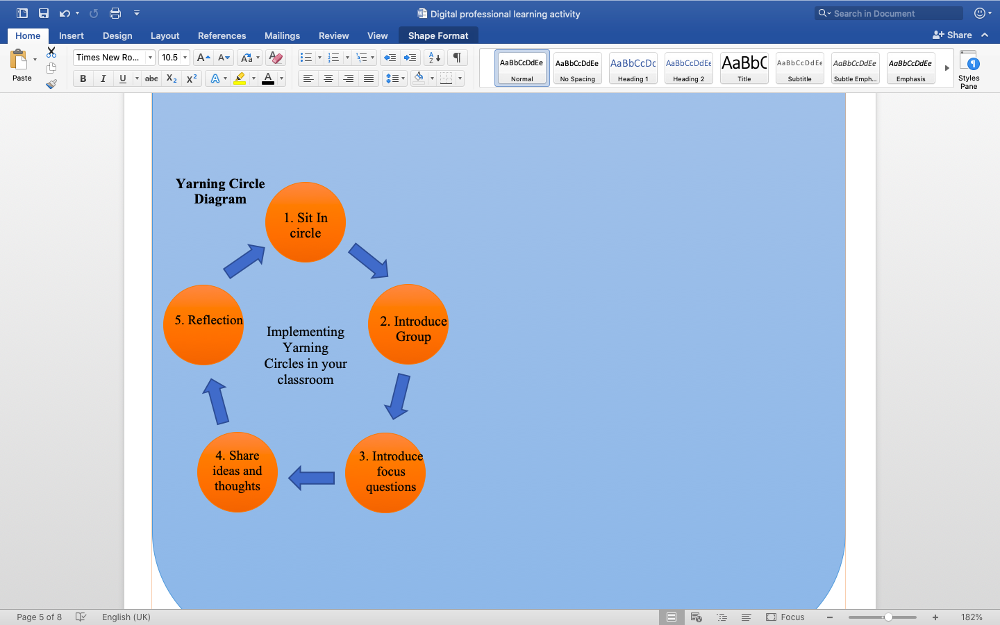 Digital professional learning activity
Search in Document
Home Insert Design Layout References Mailings Review View Shape Format
Share
Paste
Times New Ro... 10.5
AaBbCcDdEe AaBbCcDdEe AaBbCcDc AaBbCcDdEe AaBbC AaBbCcDdEe AaBbCcDdEe AaBbCcDdEe
Normal No Spacing Heading 1 Heading 2 Title Subtitle Subtle Emph... Emphasis
Styles
Pane
Yarning Circle
Diagram
1. Sit In
circle
2. Introduce
Group
3. Introduce
focus
questions
4. Share
ideas and
thoughts
5. Reflection
Implementing
Yarning
Circles in your
classroom
Page 5 of 8 English (UK) Focus 182%